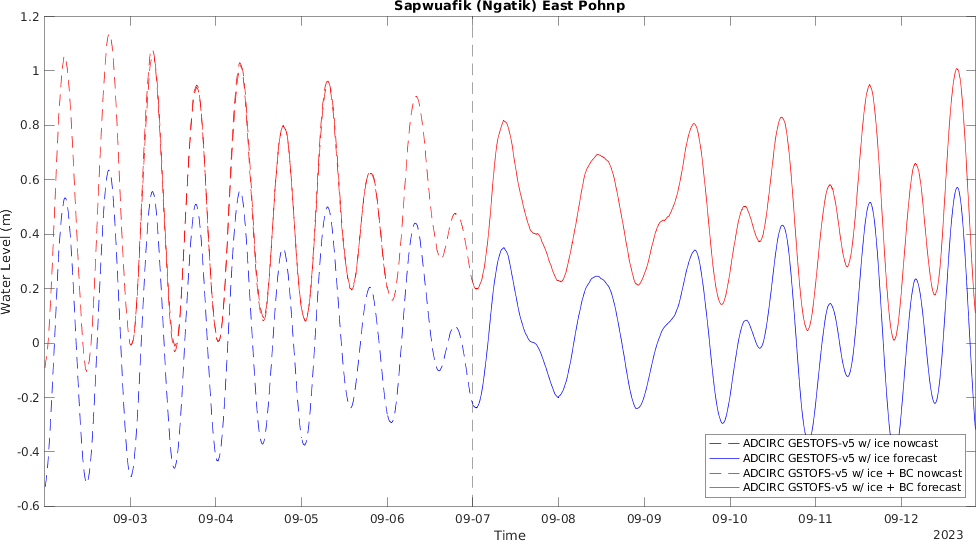 Sapwuafik (Ngatik) East Pohnp
Water Level (m)
1.2
1
0.8
0.6
0.4
0.2
0
-0.2
-0.4
-0.6
09-03 09-04 09-05 09-06 09-07 09-08 09-09 09-10 09-11 09-12
Time
2023
ADCIRC GESTOFS-v5 w/ ice nowcast
ADCIRC GESTOFS-v5 w/ ice forecast
ADCIRC GSTOFS-v5 w/ ice + BC nowcast
ADCIRC GSTOFS-v5 w/ ice + BC forecast